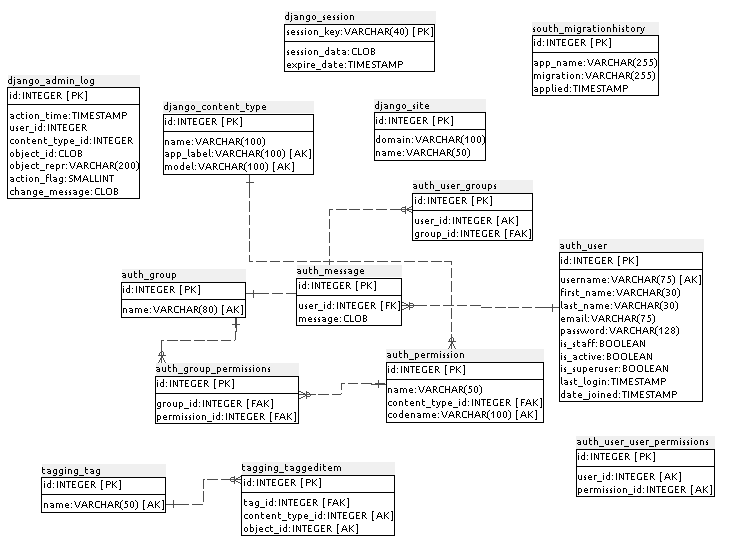 django_session
session_key:VARCHAR(40) [PK]
session_data:CLOB
expire_date:TIMESTAMP
south_migrationhistory
id:INTEGER [PK]
app_name:VARCHAR(255)
migration:VARCHAR(255)
applied:TIMESTAMP
django_admin_log
id:INTEGER [PK]
action_time:TIMESTAMP
user_id:INTEGER
content_type_id:INTEGER
object_id:CLOB
object_repr:VARCHAR(200)
action_flag:SMALLINT
change_message:CLOB
django_content_type
id:INTEGER [PK]
name:VARCHAR(100)
app_label:VARCHAR(100) [AK]
model:VARCHAR(100) [AK]
django_site
id:INTEGER [PK]
domain:VARCHAR(100)
name:VARCHAR(50)
auth_user_groups
id:INTEGER [PK]
user_id:INTEGER [AK]
group_id:INTEGER [FAK]
auth_user
id:INTEGER [PK]
username:VARCHAR(75) [AK]
first_name:VARCHAR(30)
last_name:VARCHAR(30)
email:VARCHAR(75)
password:VARCHAR(128)
is_staff:BOOLEAN
is_active:BOOLEAN
is_superuser:BOOLEAN
last_login:TIMESTAMP
date_joined:TIMESTAMP
auth_group
id:INTEGER [PK]
name:VARCHAR(80) [AK]
auth_message
id:INTEGER [PK]
user_id:INTEGER [FK]
message:CLOB
auth_group_permissions
id:INTEGER [PK]
group_id:INTEGER [FAK]
permission_id:INTEGER [FAK]
auth_permission
id:INTEGER [PK]
name:VARCHAR(50)
content_type_id:INTEGER [FAK]
codename:VARCHAR(100) [AK]
auth_user_user_permissions
id:INTEGER [PK]
user_id:INTEGER [AK]
permission_id:INTEGER [AK]
tagging_tag
id:INTEGER [PK]
name:VARCHAR(50) [AK]
tagging_taggeditem
id:INTEGER [PK]
tag_id:INTEGER [FAK]
content_type_id:INTEGER [AK]
object_id:INTEGER [AK]